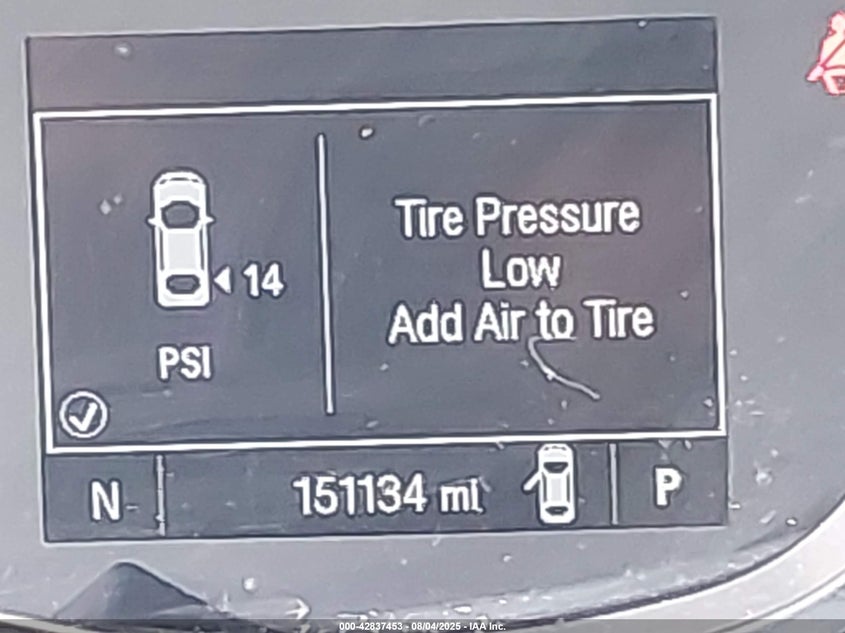 Tire Pressure
Low
Add Air to Tire
14
PSI
N
151134 mi
P
000-42837453 - 08/04/2025 - IAA Inc.